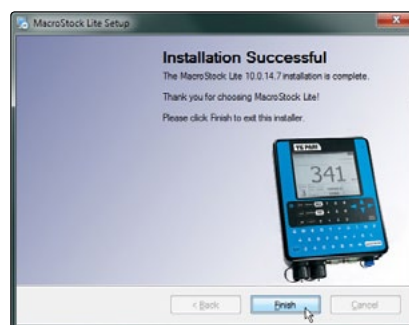 MacroStock Lite Setup
Installation Successful
The MacroStock Lite 10.0.14.7 installation is complete.
Thank you for choosing MacroStock Lite!
Please click Finish to exit this installer.
TE PARI
341
< Back
Finish
Cancel